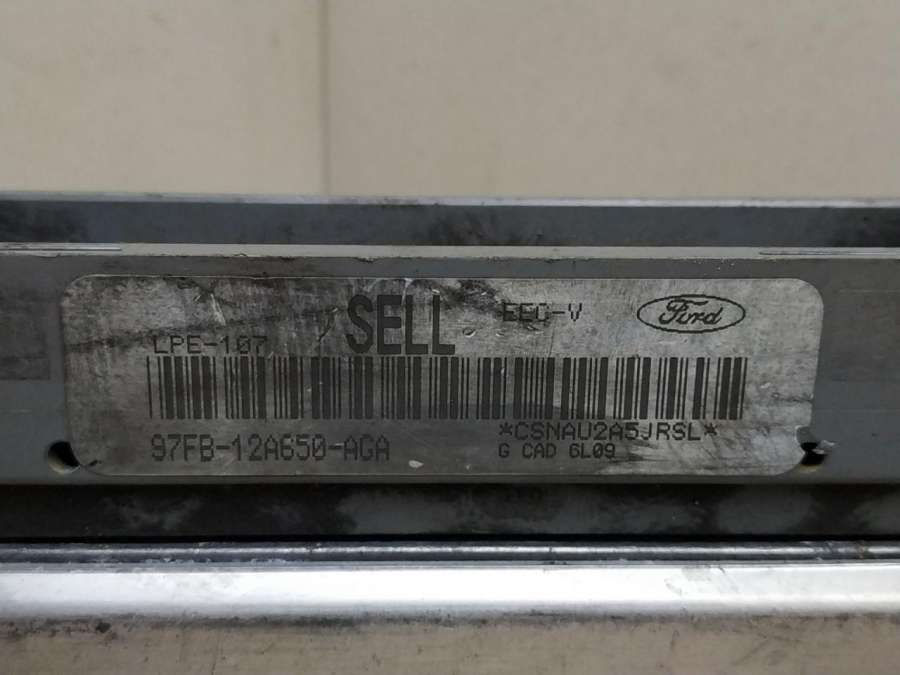 SELL
EEC-V
Ford
LPE-107
*CSNAU2A5JRSL*
97FB-12A650-AGA
G CAD 6L09